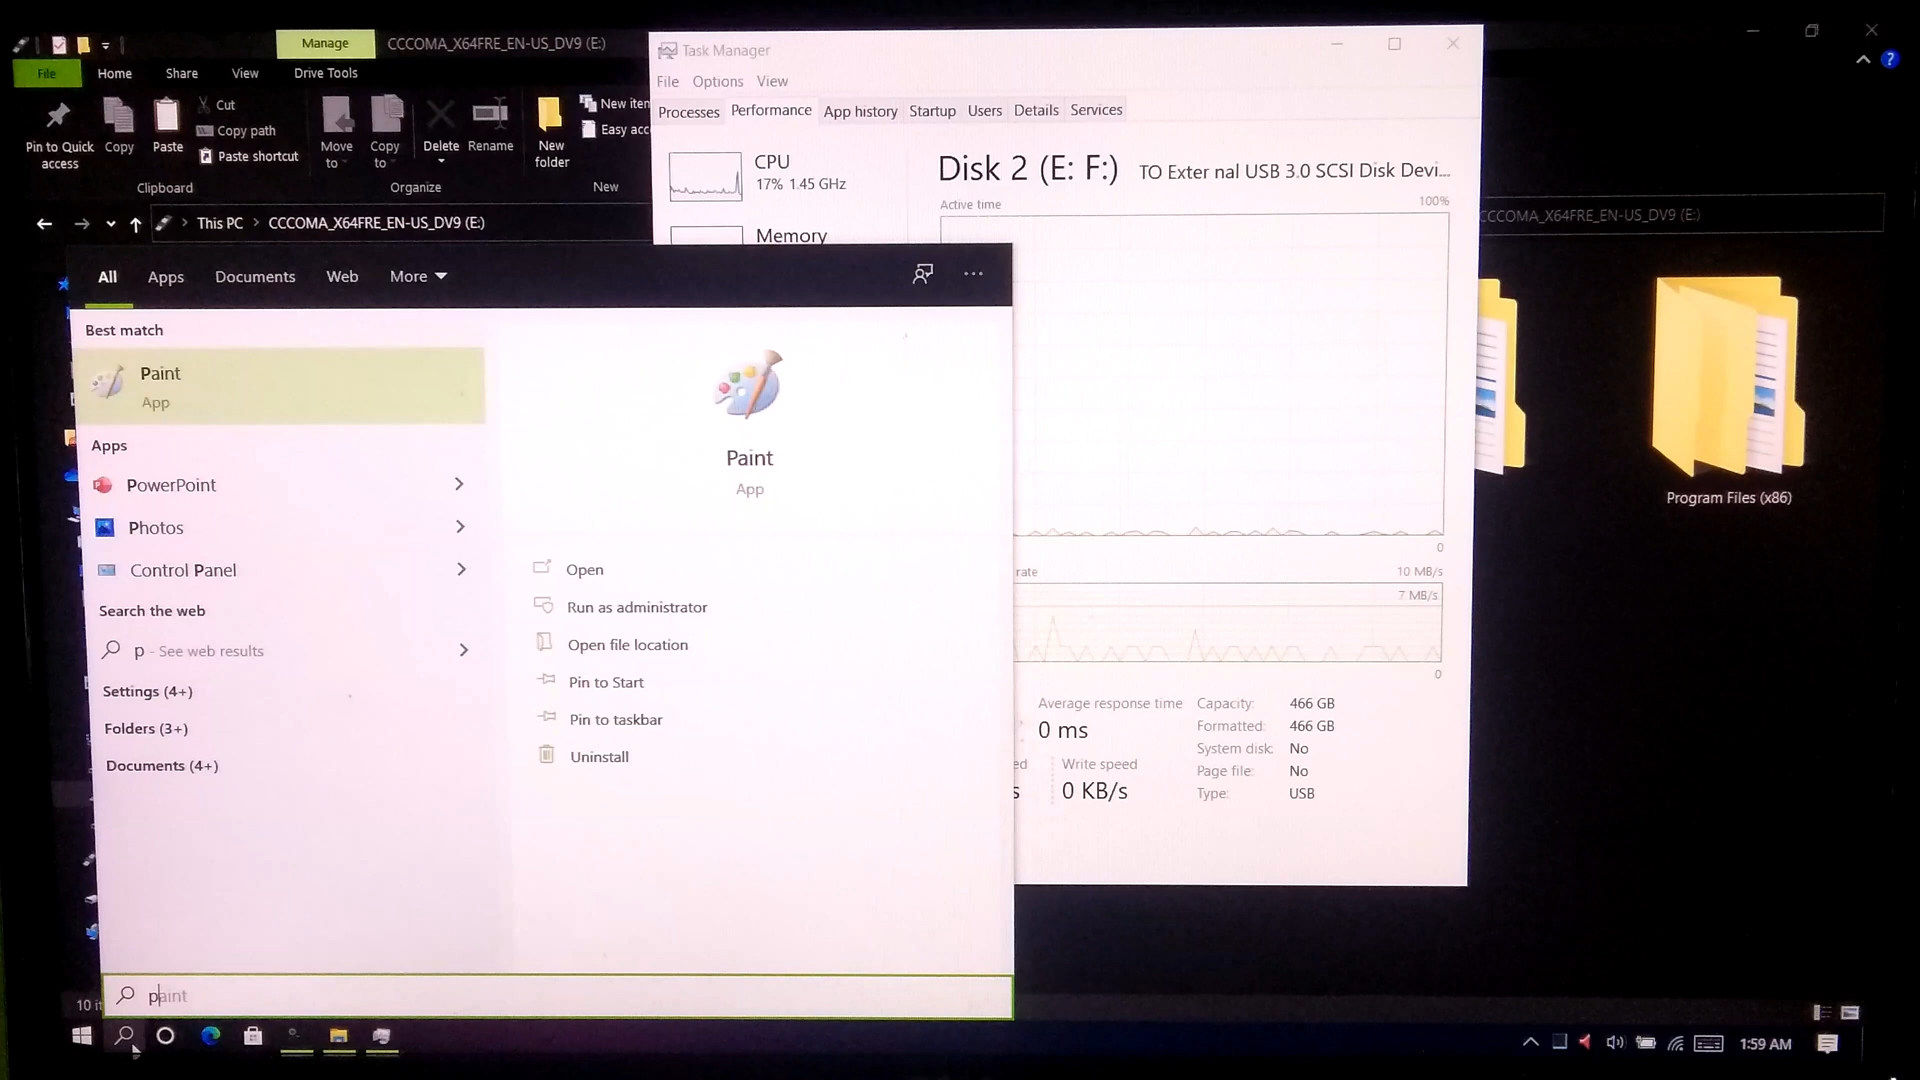 Manage
CCCOMA_X64FRE_EN-US_DV9 (E:)
File
Home
Share
View
Drive Tools
Pin to Quick
access
Copy
Paste
Cut
Copy path
Paste shortcut
Clipboard
Move
to
Copy
to
Delete
Rename
Organize
New
folder
New
This PC
CCCOMA_X64FRE_EN-US_DV9 (E:)
Task Manager
File
Options
View
Processes
Performance
App history
Startup
Users
Details
Services
CPU
17% 1.45 GHz
Memory
Disk 2 (E: F:)
TO Exter nal USB 3.0 SCSI Disk Devi...
Active time
100%
0
rate
10 MB/s
7 MB/s
0
Average response time
0 ms
Write speed
0 KB/s
Capacity:
466 GB
Formatted:
466 GB
System disk:
No
Page file:
No
Type:
USB
CCCOMA_X64FRE_EN-US_DV9 (E:)
Program Files (x86)
All
Apps
Documents
Web
More
Best match
Paint
App
Apps
PowerPoint
Photos
Control Panel
Search the web
p - See web results
Settings (4+)
Folders (3+)
Documents (4+)
Paint
App
Open
Run as administrator
Open file location
Pin to Start
Pin to taskbar
Uninstall
10
paint
1:59 AM